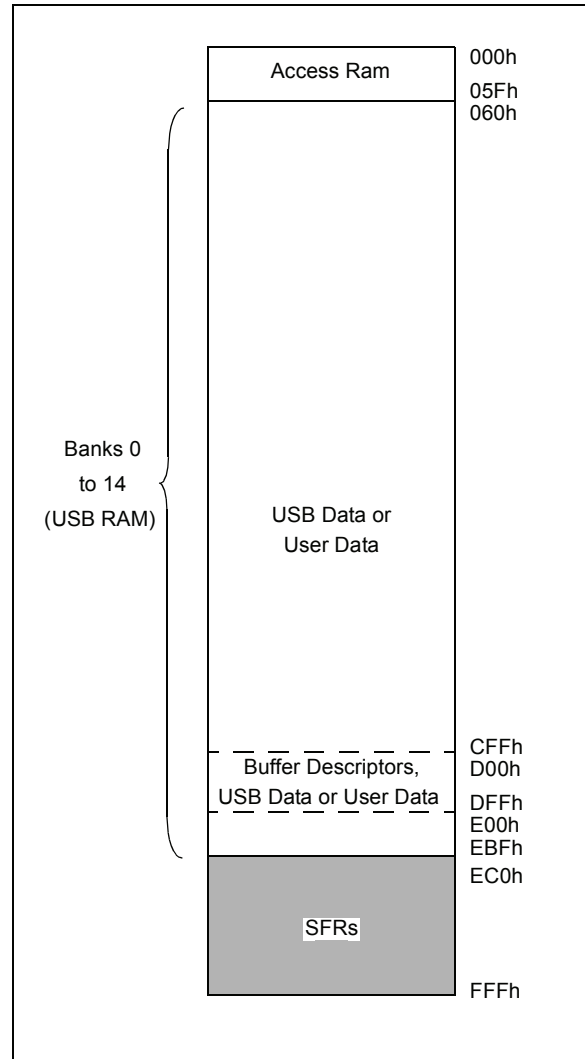 Access Ram
000h
05Fh
060h
Banks 0
to 14
(USB RAM)
USB Data or
User Data
CFFh
D00h
Buffer Descriptors,
USB Data or User Data
DFFh
E00h
EBFh
EC0h
SFRs
FFFh